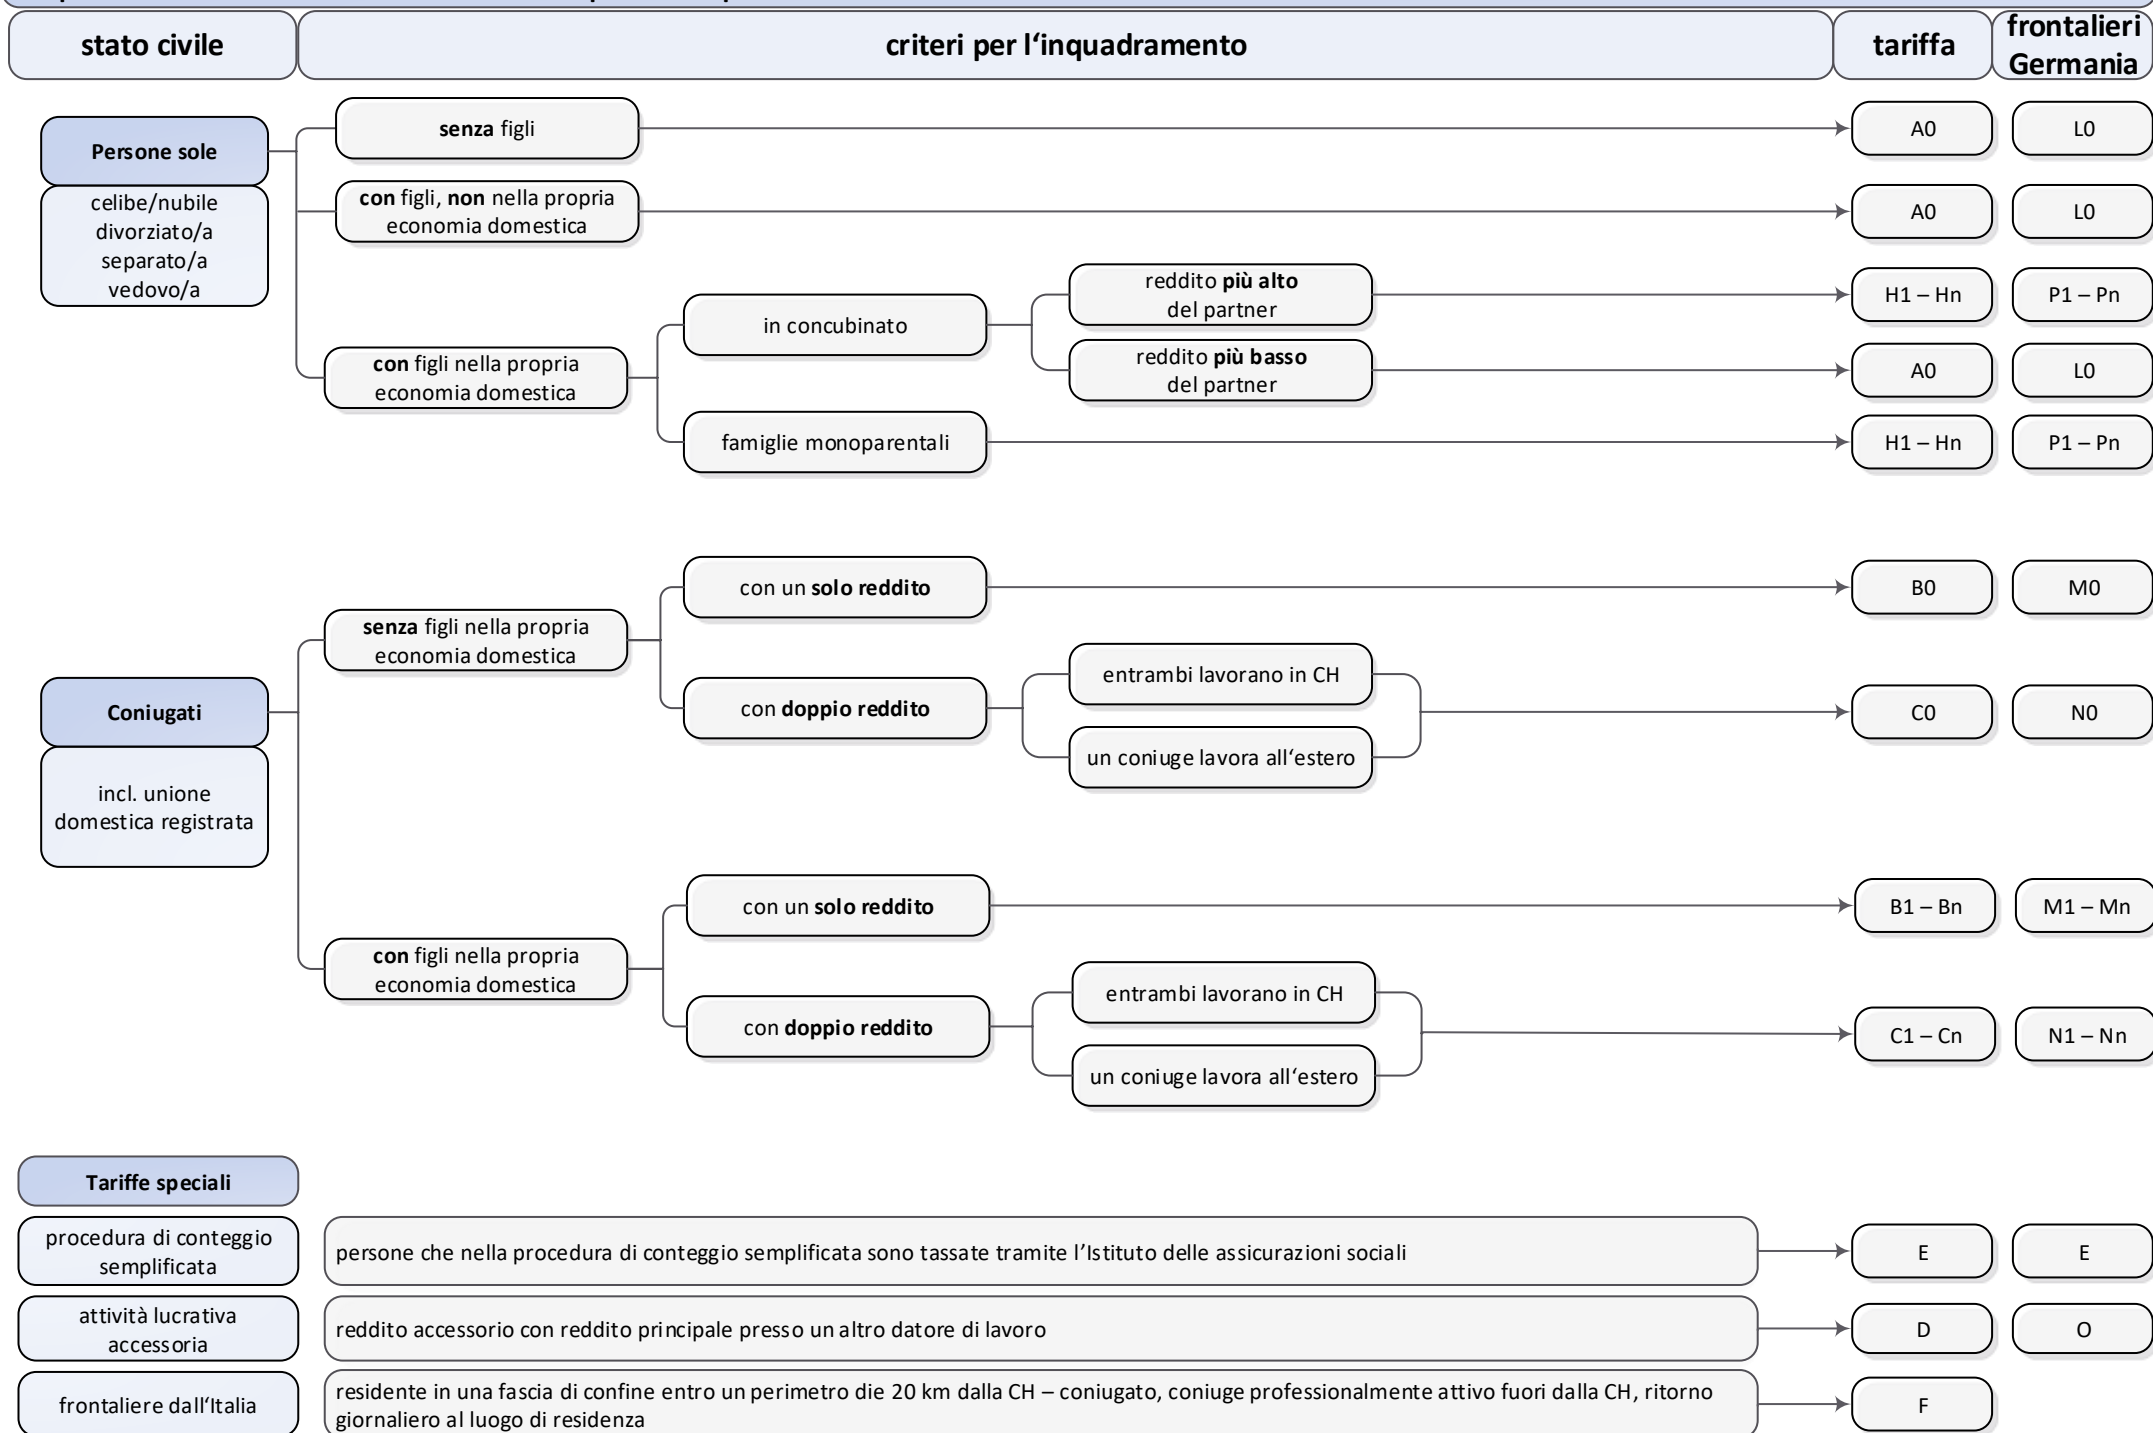 stato civile
criteri per l‘inquadramento
tariffa
frontalieri
Germania
Persone sole
celibe/nubile
divorziato/a
separato/a
vedovo/a
senza figli
A0
L0
con figli, non nella propria
economia domestica
A0
L0
con figli nella propria
economia domestica
in concubinato
reddito più alto
del partner
H1 – Hn
P1 – Pn
reddito più basso
del partner
A0
L0
famiglie monoparentali
H1 – Hn
P1 – Pn
Coniugati
incl. unione
domestica registrata
senza figli nella propria
economia domestica
con un solo reddito
B0
M0
con doppio reddito
entrambi lavorano in CH
un coniuge lavora all‘estero
C0
N0
con figli nella propria
economia domestica
con un solo reddito
B1 – Bn
M1 – Mn
con doppio reddito
entrambi lavorano in CH
un coniuge lavora all‘estero
C1 – Cn
N1 – Nn
Tariffe speciali
procedura di conteggio
semplificata
persone che nella procedura di conteggio semplificata sono tassate tramite l’Istituto delle assicurazioni sociali
E
E
attività lucrativa
accessoria
reddito accessorio con reddito principale presso un altro datore di lavoro
D
O
frontaliere dall‘Italia
residente in una fascia di confine entro un perimetro die 20 km dalla CH – coniugato, coniuge professionalmente attivo fuori dalla CH, ritorno
giornaliero al luogo di residenza
F